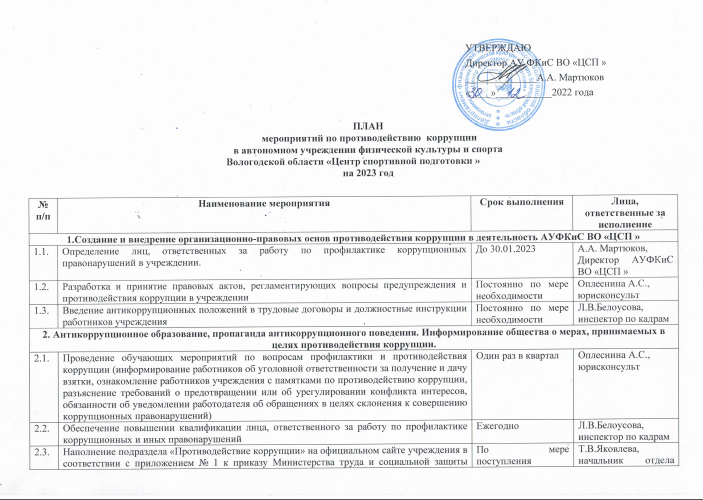 УТВЕРЖДАЮ
Директор АУ ФКиС ВО «ЦСП »
А.А. Мартюков
«30 » 12 2022 года
ПЛАН
мероприятий по противодействию коррупции
в автономном учреждении физической культуры и спорта
Вологодской области «Центр спортивной подготовки »
на 2023 год
№ п/п Наименование мероприятия Срок выполнения Лица, ответственные за исполнение
1.Создание и внедрение организационно-правовых основ противодействия коррупции в деятельность АУФКиС ВО «ЦСП »
1.1. Определение лиц, ответственных за работу по профилактике коррупционных До 30.01.2023 А.А. Мартюков,
правонарушений в учреждении. Директор АУФКиС
ВО «ЦСП »
1.2. Разработка и принятие правовых актов, регламентирующих вопросы предупреждения и Постоянно по мере Оплеснина А.С.,
противодействия коррупции в учреждении необходимости юрисконсульт
1.3. Введение антикоррупционных положений в трудовые договоры и должностные инструкции Постоянно по мере Л.В.Белоусова,
работников учреждения необходимости инспектор по кадрам
2. Антикоррупционное образование, пропаганда антикоррупционного поведения. Информирование общества о мерах, принимаемых в
целях противодействия коррупции.
2.1. Проведение обучающих мероприятий по вопросам профилактики и противодействия Один раз в квартал Оплеснина А.С.,
коррупции (информирование работников об уголовной ответственности за получение и дачу юрисконсульт
взятки, ознакомление работников учреждения с памятками по противодействию коррупции,
разъяснение требований о предотвращении или об урегулировании конфликта интересов,
обязанности об уведомлении работодателя об обращениях в целях склонения к совершению
коррупционных правонарушений)
2.2. Обеспечение повышении квалификации лица, ответственного за работу по профилактике Ежегодно Л.В.Белоусова,
коррупционных и иных правонарушений инспектор по кадрам
2.3. Наполнение подраздела «Противодействие коррупции» на официальном сайте учреждения в По мере Т.В.Яковлева,
соответствии с приложением № 1 к приказу Министерства труда и социальной защиты поступления начальник отдела